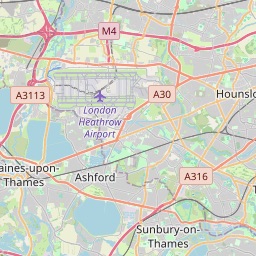 M4
A3113
A30
Hounslo
London
Heathrow
Airport
aines-upon-
Thames
Ashford
A316
Sunbury-on-
Thames
T